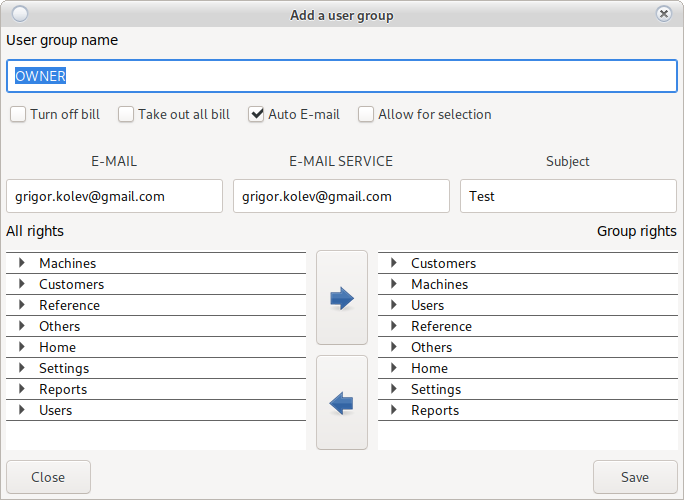 Add a user group
User group name
OWNER
Turn off bill Take out all bill Auto E-mail Allow for selection
E-MAIL E-MAIL SERVICE Subject
grigor.kolev@gmail.com grigor.kolev@gmail.com Test
All rights Group rights
Machines Customers
Customers Machines
Reference Users
Others Reference
Home Others
Settings Home
Reports Settings
Users Reports
Close Save